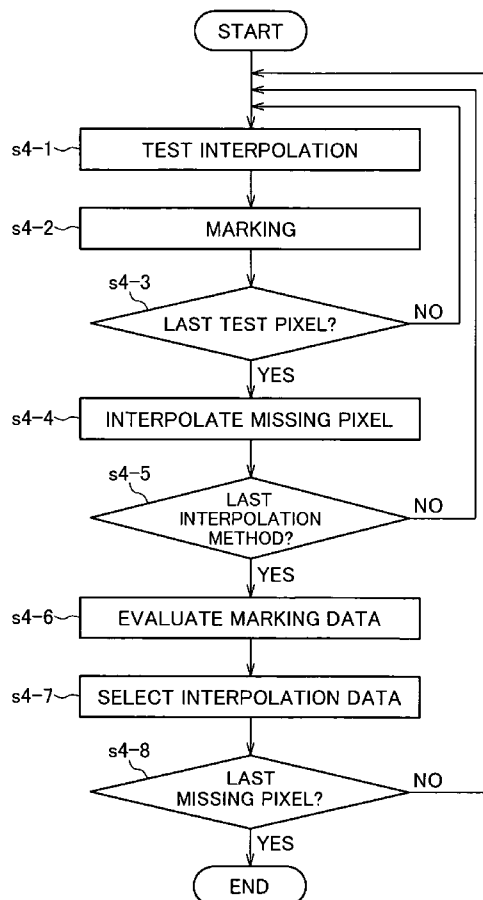 START
s4-1
TEST INTERPOLATION
s4-2
MARKING
s4-3
LAST TEST PIXEL?
NO
YES
s4-4
INTERPOLATE MISSING PIXEL
s4-5
LAST
INTERPOLATION
METHOD?
NO
YES
s4-6
EVALUATE MARKING DATA
s4-7
SELECT INTERPOLATION DATA
s4-8
LAST
MISSING PIXEL?
NO
YES
END